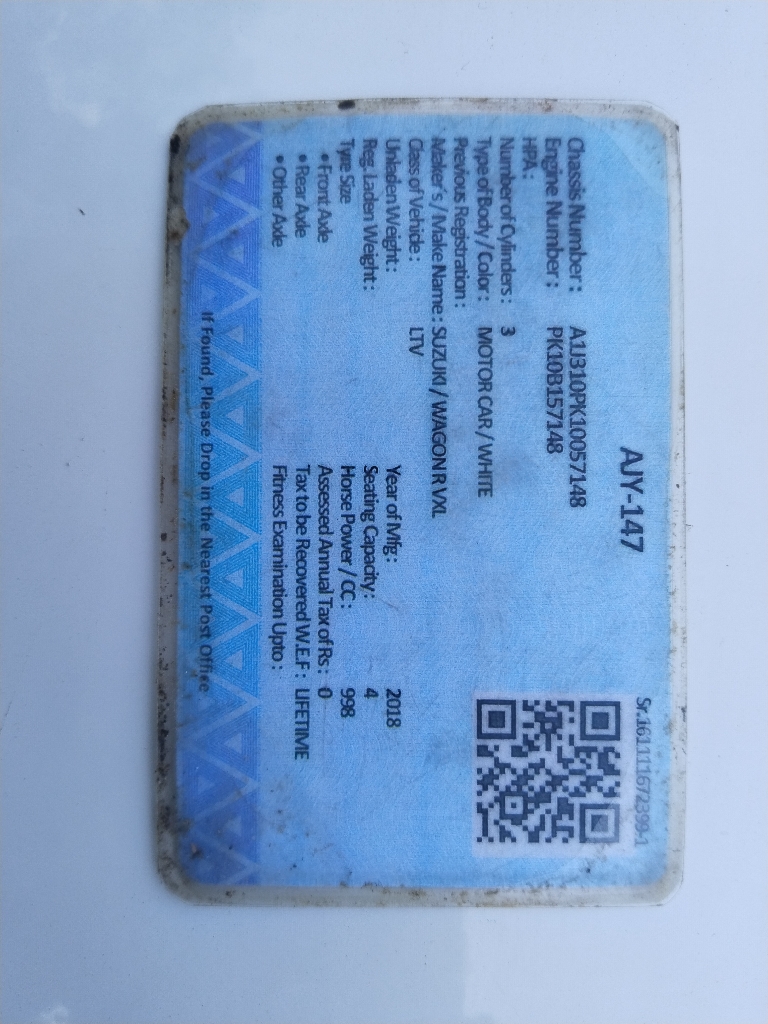 AJY-147
Sr.161111672399-1
Chassis Number : A1J310PK10057148
Engine Number : PK10B157148
HPA :
Number of Cylinders : 3
Type of Body / Color : MOTOR CAR / WHITE
Previous Registration :
Maker's / Make Name : SUZUKI / WAGON R VXL
Class of Vehicle : LTV
Unladen Weight : Year of Mfg : 2018
Reg. Laden Weight : Seating Capacity : 4
Tyre Size Horse Power / CC : 998
• Front Axle Assessed Annual Tax of Rs : 0
• Rear Axle Tax to be Recovered W.E.F : LIFETIME
• Other Axle Fitness Examination Upto :
If Found, Please Drop in the Nearest Post Office